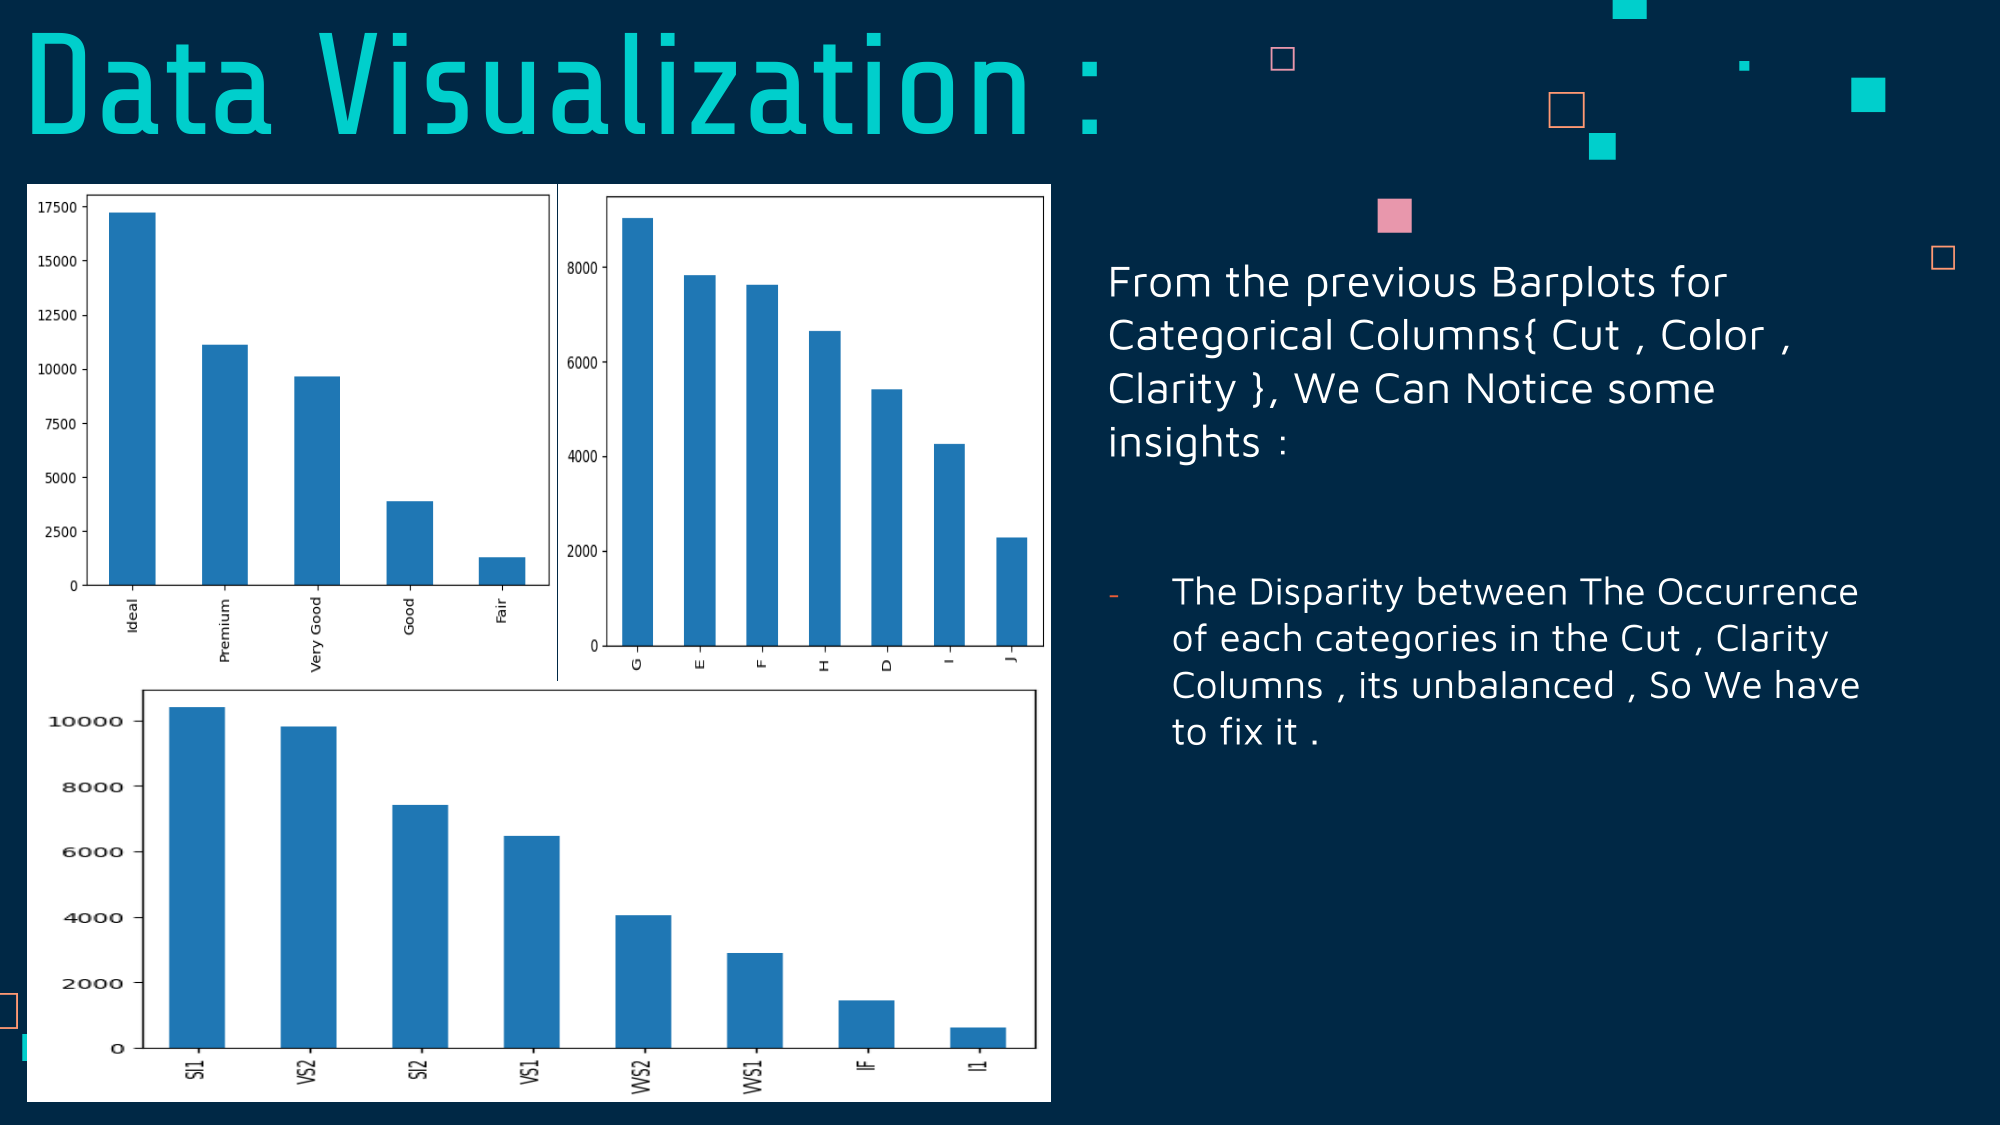 Data Visualization :
17500
15000
12500
10000
7500
5000
2500
0
Ideal
Premium
Very Good
Good
Fair
8000
6000
4000
2000
0
G
E
F
H
D
I
J
10000
8000
6000
4000
2000
0
SI1
VS2
SI2
VS1
VVS2
VVS1
IF
I1
From the previous Barplots for
Categorical Columns{ Cut , Color ,
Clarity }, We Can Notice some
insights :
- The Disparity between The Occurrence
of each categories in the Cut , Clarity
Columns , its unbalanced , So We have
to fix it .